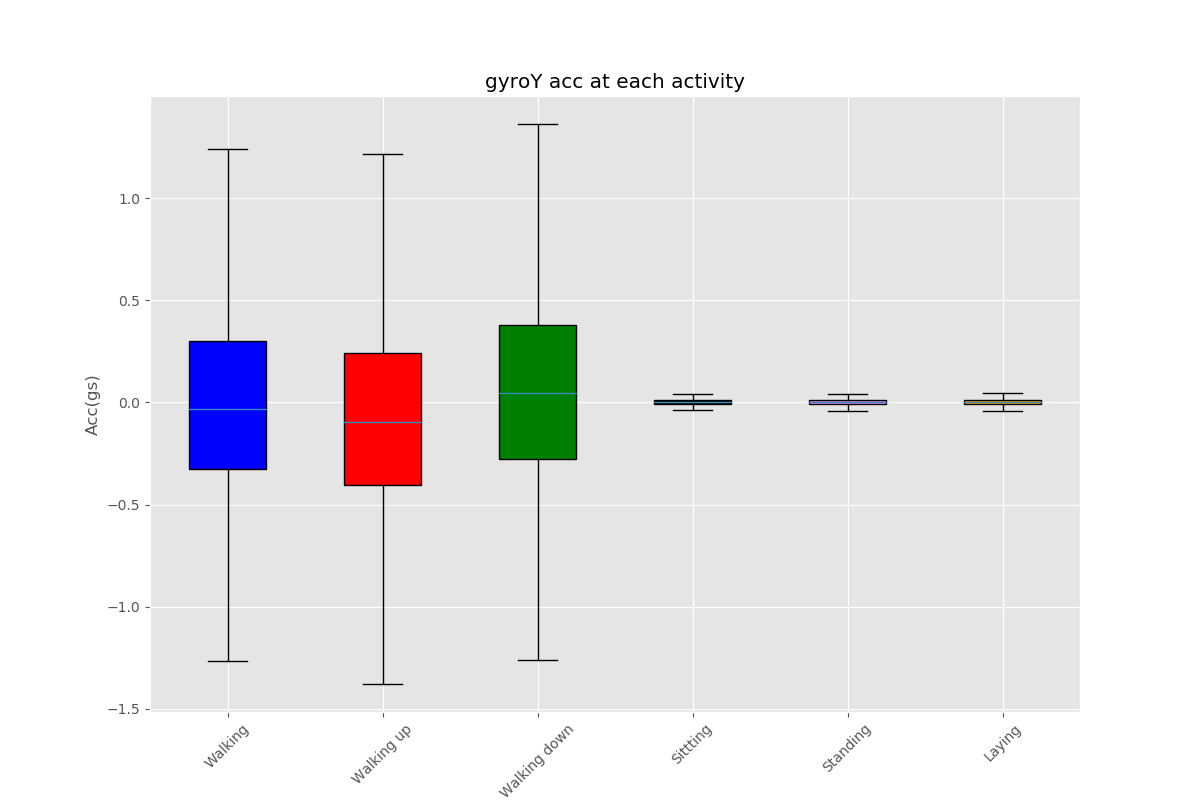 gyroY acc at each activity
1.0
0.5
0.0
−0.5
−1.0
−1.5
Acc(gs)
Walking
Walking up
Walking down
Sittting
Standing
Laying